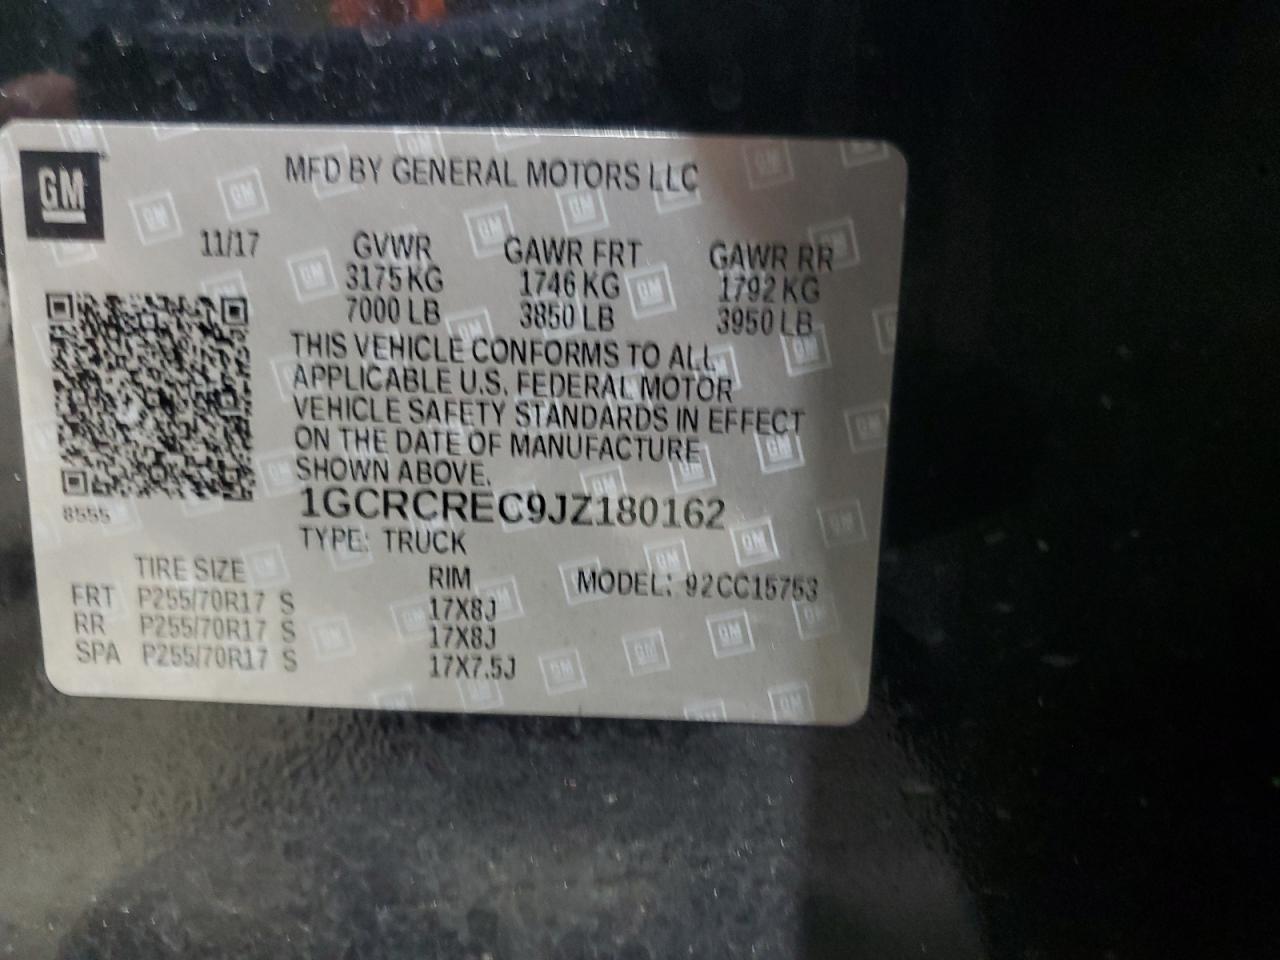 GM
MFD BY GENERAL MOTORS LLC
11/17 GVWR GAWR FRT GAWR RR
3175 KG 1746 KG 1792 KG
7000 LB 3850 LB 3950 LB
THIS VEHICLE CONFORMS TO ALL
APPLICABLE U.S. FEDERAL MOTOR
VEHICLE SAFETY STANDARDS IN EFFECT
ON THE DATE OF MANUFACTURE
SHOWN ABOVE.
8555
1GCRCREC9JZ180162
TYPE: TRUCK
TIRE SIZE RIM MODEL: 92CC15753
FRT P255/70R17 S 17X8J
RR P255/70R17 S 17X8J
SPA P255/70R17 S 17X7.5J